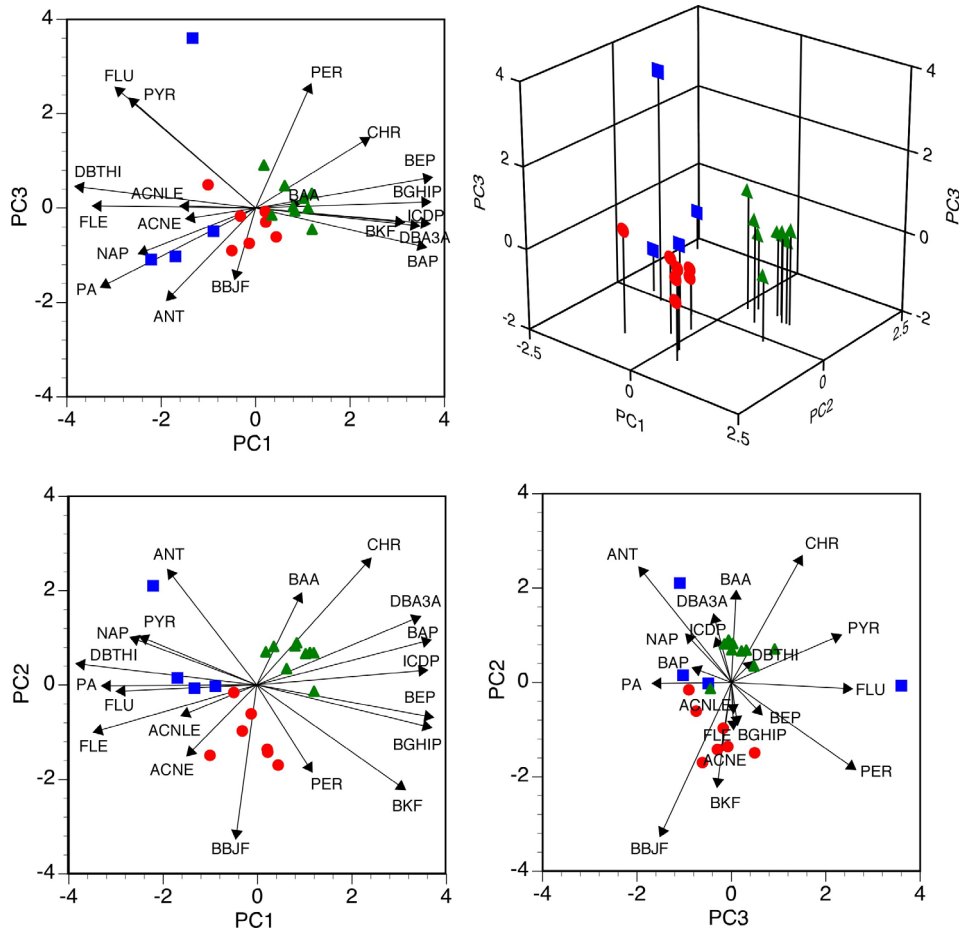 4
2
0
-2
-4
PC3
FLU
PYR
PER
CHR
DBTHI
BEP
ACNLE
BAA
BGHIP
FLE
ACNE
ICDP
BKF
DBA3A
NAP
BAP
PA
BBJF
ANT
-4
-2
0
2
4
PC1
4
2
0
-2
PC3
4
2
0
-2
PC3
-2.5
0
2.5
PC1
2.5
0
PC2
4
2
0
-2
-4
PC2
ANT
CHR
BAA
DBA3A
PYR
NAP
BAP
DBTHI
ICDP
PA
FLU
BEP
ACNLE
FLE
BGHIP
ACNE
PER
BKF
BBJF
-4
-2
0
2
4
PC1
4
2
0
-2
-4
PC2
ANT
CHR
BAA
DBA3A
ICDP
PYR
NAP
DBTHI
BAP
PA
FLU
ACNLE
BEP
FLE
BGHIP
ACNE
PER
BKF
BBJF
-4
-2
0
2
4
PC3